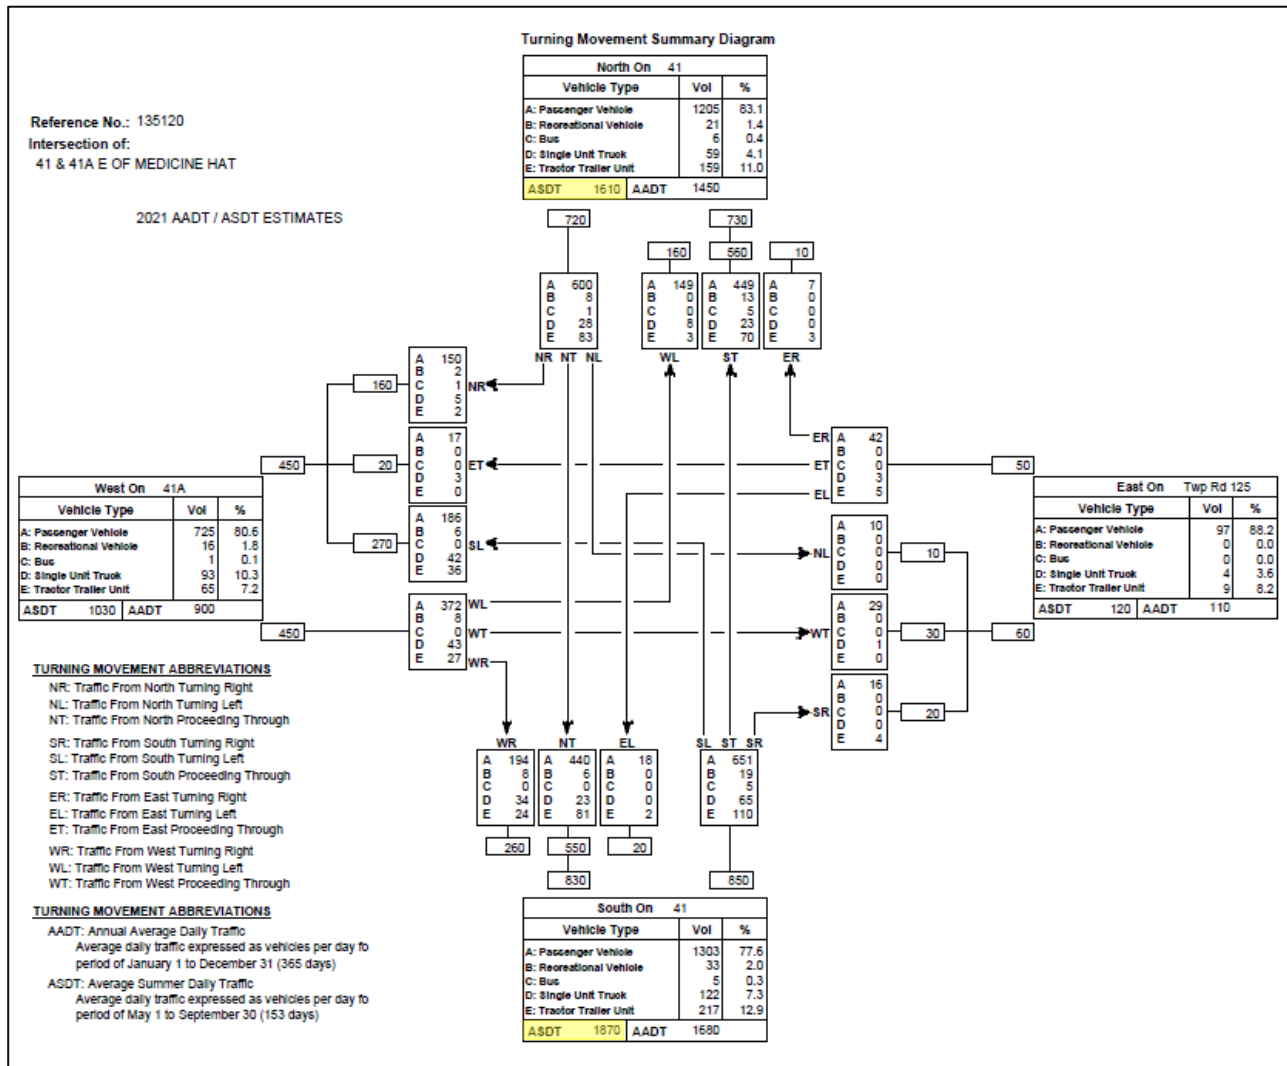 Turning Movement Summary Diagram
North On 41
Vehicle Type Vol %
A: Passenger Vehicle 1205 83.1
B: Recreational Vehicle 21 1.4
C: Bus 6 0.4
D: Single Unit Truck 59 4.1
E: Tractor Trailer Unit 159 11.0
ASDT 1610 AADT 1450
Reference No.: 135120
Intersection of:
41 & 41A E OF MEDICINE HAT
2021 AADT / ASDT ESTIMATES
720
730
160
560
10
A 600
B 8
C 1
D 28
E 83
A 149
B 0
C 0
D 8
E 3
A 449
B 13
C 5
D 23
E 70
A 7
B 0
C 0
D 0
E 3
NR NT NL
WL
ST
ER
160
A 150
B 2
C 1
D 5
E 2
NR
450
20
A 17
B 0
C 0
D 3
E 0
ET
270
A 186
B 6
C 0
D 42
E 36
SL
450
A 372
B 8
C 0
D 43
E 27
WL
WT
WR
West On 41A
Vehicle Type Vol %
A: Passenger Vehicle 725 80.6
B: Recreational Vehicle 16 1.8
C: Bus 1 0.1
D: Single Unit Truck 93 10.3
E: Tractor Trailer Unit 65 7.2
ASDT 1030 AADT 900
ER
ET
EL
A 42
B 0
C 0
D 3
E 5
50
NL
A 10
B 0
C 0
D 0
E 0
10
WT
A 29
B 0
C 0
D 1
E 0
30
60
SR
A 16
B 0
C 0
D 0
E 4
20
East On Twp Rd 125
Vehicle Type Vol %
A: Passenger Vehicle 97 88.2
B: Recreational Vehicle 0 0.0
C: Bus 0 0.0
D: Single Unit Truck 4 3.6
E: Tractor Trailer Unit 9 8.2
ASDT 120 AADT 110
TURNING MOVEMENT ABBREVIATIONS
NR: Traffic From North Turning Right
NL: Traffic From North Turning Left
NT: Traffic From North Proceeding Through
SR: Traffic From South Turning Right
SL: Traffic From South Turning Left
ST: Traffic From South Proceeding Through
ER: Traffic From East Turning Right
EL: Traffic From East Turning Left
ET: Traffic From East Proceeding Through
WR: Traffic From West Turning Right
WL: Traffic From West Turning Left
WT: Traffic From West Proceeding Through
TURNING MOVEMENT ABBREVIATIONS
AADT: Annual Average Daily Traffic
Average daily traffic expressed as vehicles per day fo
period of January 1 to December 31 (365 days)
ASDT: Average Summer Daily Traffic
Average daily traffic expressed as vehicles per day fo
period of May 1 to September 30 (153 days)
WR
NT
EL
SL ST SR
A 194
B 8
C 0
D 34
E 24
A 440
B 6
C 0
D 23
E 81
A 18
B 0
C 0
D 0
E 2
A 651
B 19
C 5
D 65
E 110
260
550
20
830
850
South On 41
Vehicle Type Vol %
A: Passenger Vehicle 1303 77.6
B: Recreational Vehicle 33 2.0
C: Bus 5 0.3
D: Single Unit Truck 122 7.3
E: Tractor Trailer Unit 217 12.9
ASDT 1870 AADT 1680